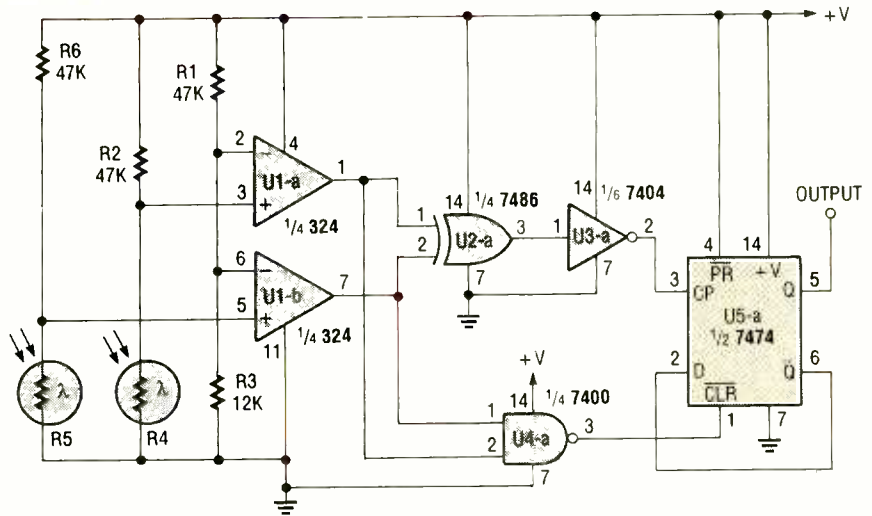 +V
R6
47K
R1
47K
R2
47K
2
−
4
U1-a
1
3
+
1/4 324
14
1/4 7486
1
U2-a
3
2
7
14
1/6 7404
1
U3-a
2
7
OUTPUT
6
−
U1-b
7
5
+
1/4 324
11
4
14
P̅R̅
+V
3
CP
Q
5
U5-a
1/2 7474
2
D
Q̅
6
C̅L̅R̅
1
7
λ
R5
λ
R4
R3
12K
+V
14
1/4 7400
1
U4-a
3
2
7